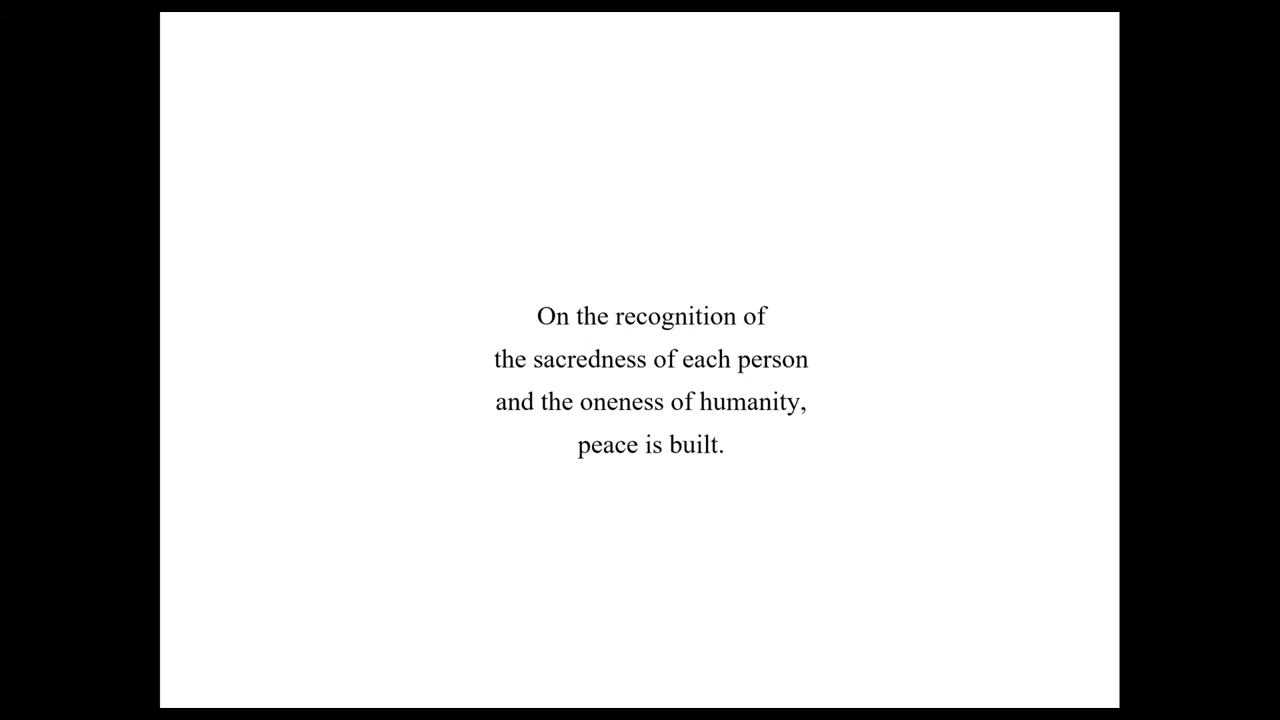 On the recognition of
the sacredness of each person
and the oneness of humanity,
peace is built.